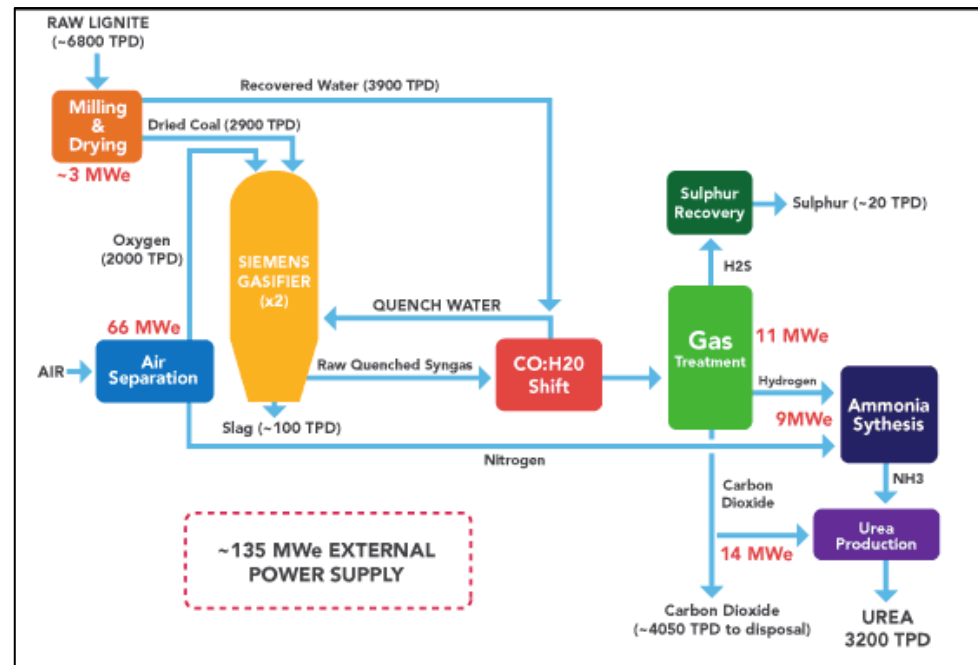 RAW LIGNITE
(~6800 TPD)
Recovered Water (3900 TPD)
Milling
&
Drying
Dried Coal (2900 TPD)
~3 MWe
Oxygen
(2000 TPD)
SIEMENS
GASIFIER
(x2)
Sulphur
Recovery
Sulphur (~20 TPD)
H2S
QUENCH WATER
66 MWe
AIR
Air
Separation
Raw Quenched Syngas
CO:H20
Shift
Gas
Treatment
11 MWe
Hydrogen
9MWe
Ammonia
Sythesis
Slag (~100 TPD)
Nitrogen
NH3
Carbon
Dioxide
14 MWe
Urea
Production
~135 MWe EXTERNAL
POWER SUPPLY
Carbon Dioxide
(~4050 TPD to disposal)
UREA
3200 TPD